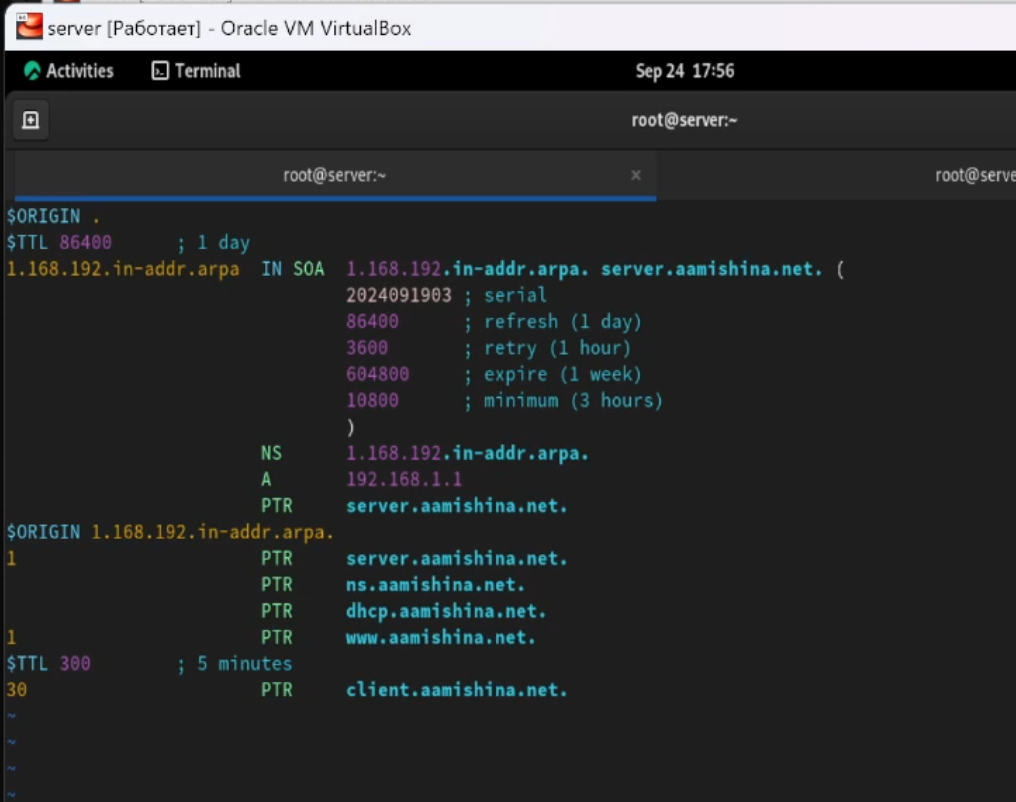 server [Работает] - Oracle VM VirtualBox
Activities Terminal Sep 24 17:56
root@server:~
root@server:~ × root@serve
$ORIGIN .
$TTL 86400 ; 1 day
1.168.192.in-addr.arpa IN SOA 1.168.192.in-addr.arpa. server.aamishina.net. (
2024091903 ; serial
86400 ; refresh (1 day)
3600 ; retry (1 hour)
604800 ; expire (1 week)
10800 ; minimum (3 hours)
)
NS 1.168.192.in-addr.arpa.
A 192.168.1.1
PTR server.aamishina.net.
$ORIGIN 1.168.192.in-addr.arpa.
1 PTR server.aamishina.net.
PTR ns.aamishina.net.
PTR dhcp.aamishina.net.
1 PTR www.aamishina.net.
$TTL 300 ; 5 minutes
30 PTR client.aamishina.net.
~
~
~
~